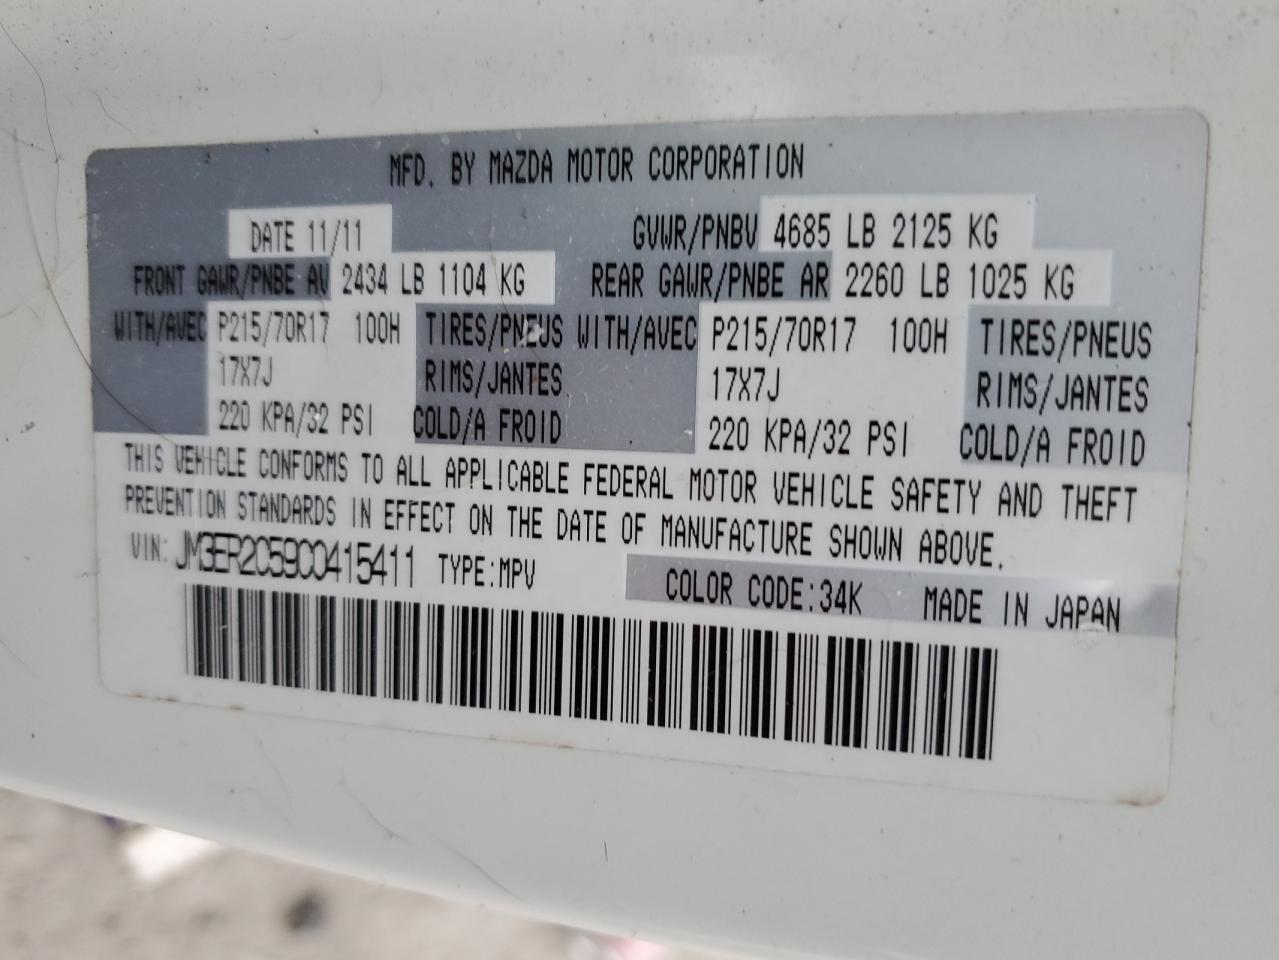 MFD. BY MAZDA MOTOR CORPORATION
DATE 11/11 GVWR/PNBV 4685 LB 2125 KG
FRONT GAWR/PNBE AV 2434 LB 1104 KG REAR GAWR/PNBE AR 2260 LB 1025 KG
WITH/AVEC P215/70R17 100H TIRES/PNEUS WITH/AVEC P215/70R17 100H TIRES/PNEUS
17X7J RIMS/JANTES 17X7J RIMS/JANTES
220 KPA/32 PSI COLD/A FROID 220 KPA/32 PSI COLD/A FROID
THIS VEHICLE CONFORMS TO ALL APPLICABLE FEDERAL MOTOR VEHICLE SAFETY AND THEFT
PREVENTION STANDARDS IN EFFECT ON THE DATE OF MANUFACTURE SHOWN ABOVE.
VIN: JM3ER2C59C0415411 TYPE:MPV COLOR CODE:34K MADE IN JAPAN